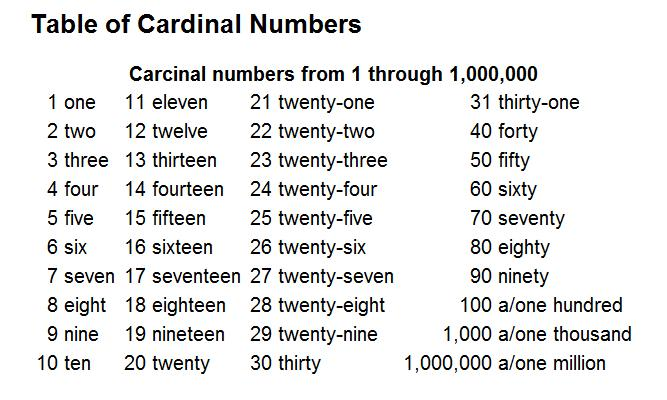 Table of Cardinal Numbers
Carcinal numbers from 1 through 1,000,000
1 one 11 eleven 21 twenty-one 31 thirty-one
2 two 12 twelve 22 twenty-two 40 forty
3 three 13 thirteen 23 twenty-three 50 fifty
4 four 14 fourteen 24 twenty-four 60 sixty
5 five 15 fifteen 25 twenty-five 70 seventy
6 six 16 sixteen 26 twenty-six 80 eighty
7 seven 17 seventeen 27 twenty-seven 90 ninety
8 eight 18 eighteen 28 twenty-eight 100 a/one hundred
9 nine 19 nineteen 29 twenty-nine 1,000 a/one thousand
10 ten 20 twenty 30 thirty 1,000,000 a/one million